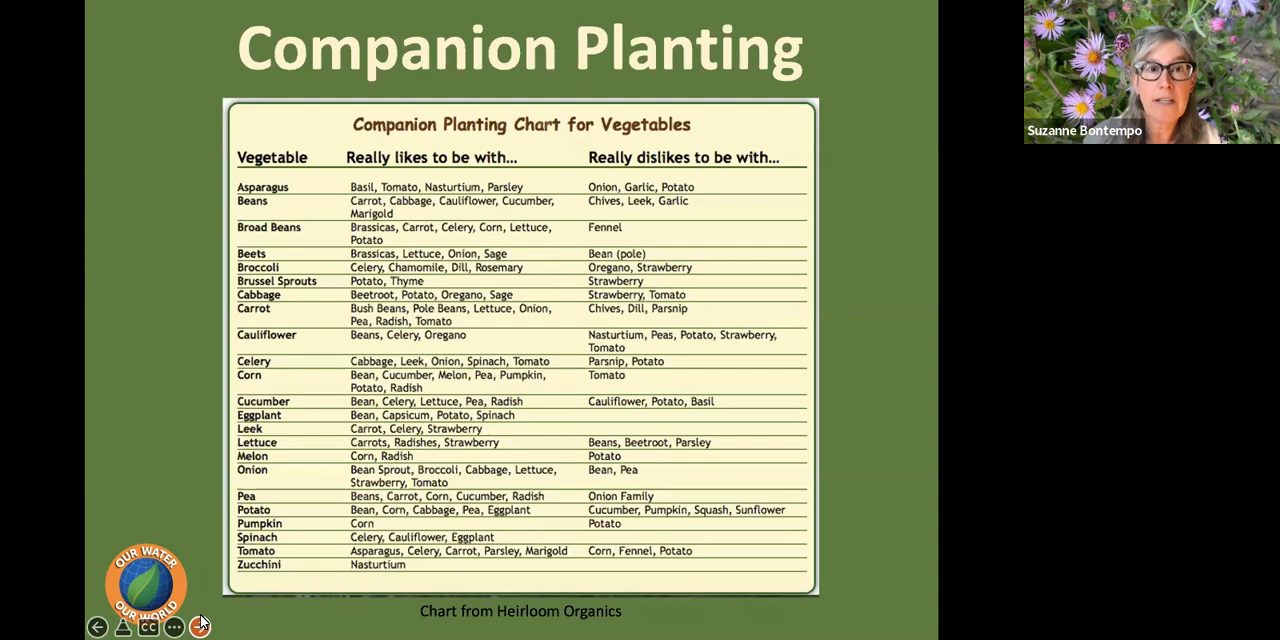 Companion Planting
Companion Planting Chart for Vegetables
Vegetable Really likes to be with... Really dislikes to be with...
Asparagus Basil, Tomato, Nasturtium, Parsley Onion, Garlic, Potato
Beans Carrot, Cabbage, Cauliflower, Cucumber, Chives, Leek, Garlic
Marigold
Broad Beans Brassicas, Carrot, Celery, Corn, Lettuce, Fennel
Potato
Beets Brassicas, Lettuce, Onion, Sage Bean (pole)
Broccoli Celery, Chamomile, Dill, Rosemary Oregano, Strawberry
Brussel Sprouts Potato, Thyme Strawberry
Cabbage Beetroot, Potato, Oregano, Sage Strawberry, Tomato
Carrot Bush Beans, Pole Beans, Lettuce, Onion, Chives, Dill, Parsnip
Pea, Radish, Tomato
Cauliflower Beans, Celery, Oregano Nasturtium, Peas, Potato, Strawberry,
Tomato
Celery Cabbage, Leek, Onion, Spinach, Tomato Parsnip, Potato
Corn Bean, Cucumber, Melon, Pea, Pumpkin, Tomato
Potato, Radish
Cucumber Bean, Celery, Lettuce, Pea, Radish Cauliflower, Potato, Basil
Eggplant Bean, Capsicum, Potato, Spinach
Leek Carrot, Celery, Strawberry
Lettuce Carrots, Radishes, Strawberry Beans, Beetroot, Parsley
Melon Corn, Radish Potato
Onion Bean Sprout, Broccoli, Cabbage, Lettuce, Bean, Pea
Strawberry, Tomato
Pea Beans, Carrot, Corn, Cucumber, Radish Onion Family
Potato Bean, Corn, Cabbage, Pea, Eggplant Cucumber, Pumpkin, Squash, Sunflower
Pumpkin Corn Potato
Spinach Celery, Cauliflower, Eggplant
Tomato Asparagus, Celery, Carrot, Parsley, Marigold Corn, Fennel, Potato
Zucchini Nasturtium
Chart from Heirloom Organics
OUR WATER
OUR WORLD
CC
Suzanne Bontempo